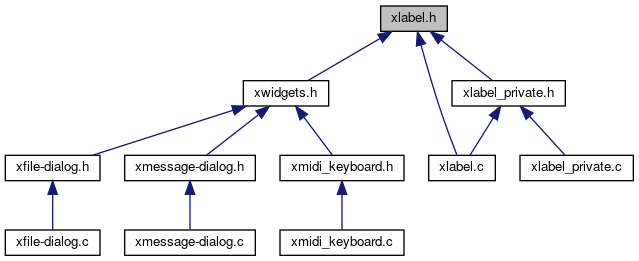 xlabel.h
xwidgets.h
xlabel_private.h
xfile-dialog.h
xmessage-dialog.h
xmidi_keyboard.h
xlabel.c
xlabel_private.c
xfile-dialog.c
xmessage-dialog.c
xmidi_keyboard.c